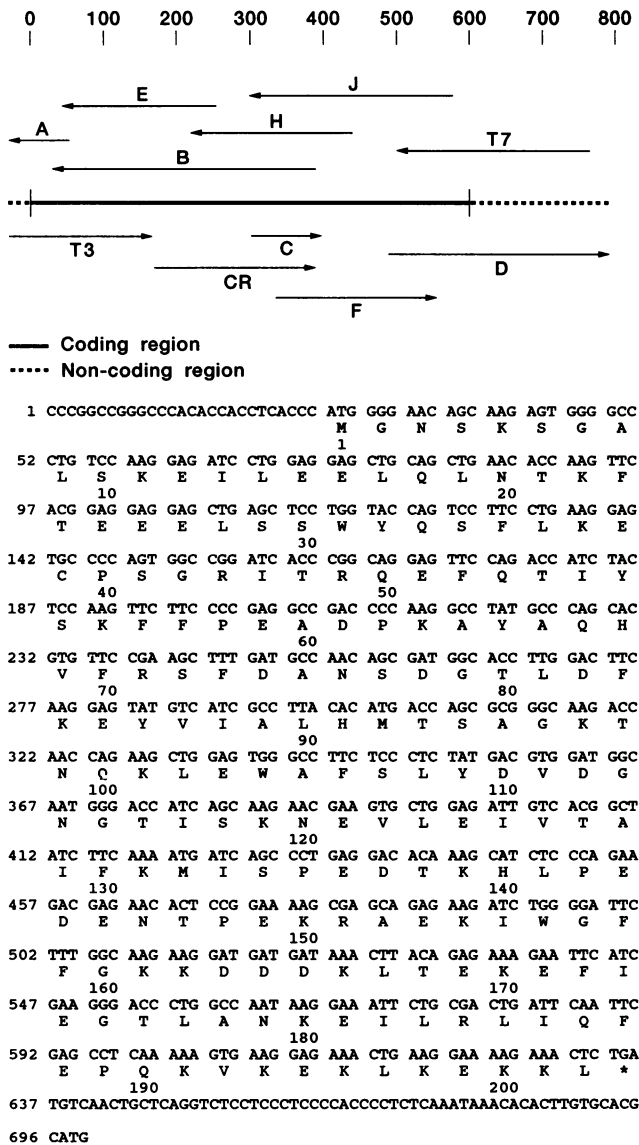 0 100 200 300 400 500 600 700 800
J
E
H
A
T7
B
T3
C
D
CR
F
Coding region
Non-coding region
1 CCCGGCCGGGCCCACACCACCTCACCC ATG GGG AAC AGC AAG AGT GGG GCC
M G N S K S G A
1
52 CTG TCC AAG GAG ATC CTG GAG GAG CTG CAG CTG AAC ACC AAG TTC
L S K E I L E E L Q L N T K F
10 20
97 ACG GAG GAG GAG CTG AGC TCC TGG TAC CAG TCC TTC CTG AAG GAG
T E E E L S S W Y Q S F L K E
30
142 TGC CCC AGT GGC CGG ATC ACC CGG CAG GAG TTC CAG ACC ATC TAC
C P S G R I T R Q E F Q T I Y
40 50
187 TCC AAG TTC TTC CCC GAG GCC GAC CCC AAG GCC TAT GCC CAG CAC
S K F F P E A D P K A Y A Q H
60
232 GTG TTC CGA AGC TTT GAT GCC AAC AGC GAT GGC ACC TTG GAC TTC
V F R S F D A N S D G T L D F
70 80
277 AAG GAG TAT GTC ATC GCC TTA CAC ATG ACC AGC GCG GGC AAG ACC
K E Y V I A L H M T S A G K T
90
322 AAC CAG AAG CTG GAG TGG GCC TTC TCC CTC TAT GAC GTG GAT GGC
N Q K L E W A F S L Y D V D G
100 110
367 AAT GGG ACC ATC AGC AAG AAC GAA GTG CTG GAG ATT GTC ACG GCT
N G T I S K N E V L E I V T A
120
412 ATC TTC AAA ATG ATC AGC CCT GAG GAC ACA AAG CAT CTC CCA GAA
I F K M I S P E D T K H L P E
130 140
457 GAC GAG AAC ACT CCG GAA AAG CGA GCA GAG AAG ATC TGG GGA TTC
D E N T P E K R A E K I W G F
150
502 TTT GGC AAG AAG GAT GAT GAT AAA CTT ACA GAG AAA GAA TTC ATC
F G K K D D D K L T E K E F I
160 170
547 GAA GGG ACC CTG GCC AAT AAG GAA ATT CTG CGA CTG ATT CAA TTC
E G T L A N K E I L R L I Q F
180
592 GAG CCT CAA AAA GTG AAG GAG AAA CTG AAG GAA AAG AAA CTC TGA
E P Q K V K E K L K E K K L *
190 200
637 TGTCAACTGCTCAGGTCTCCTCCCTCCCCACCCCTCTCAAATAAACACACTTGTGCACG
696 CATG